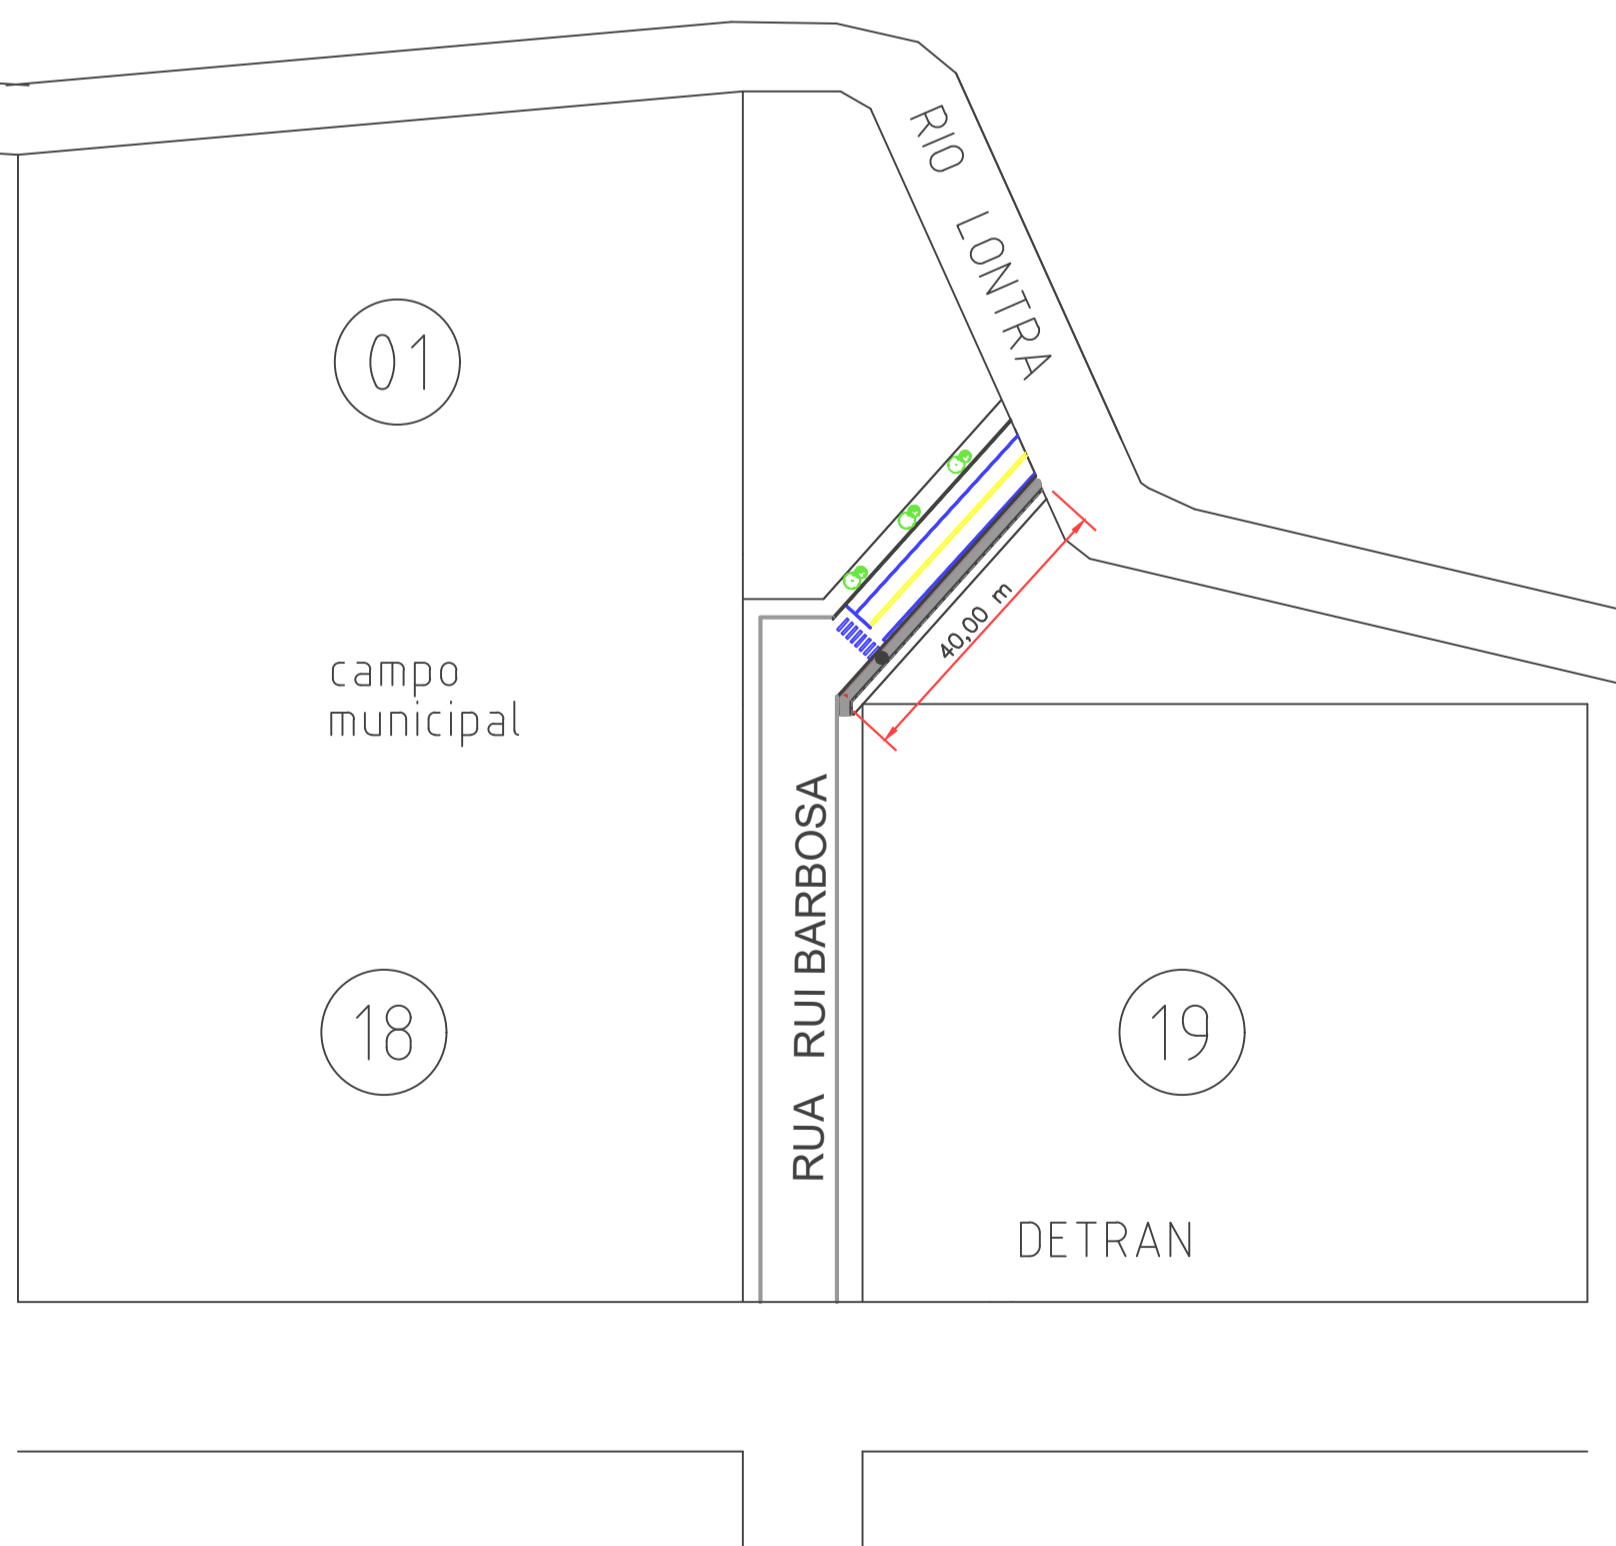 RIO LONTRA
01
40,00 m
campo
municipal
RUA RUI BARBOSA
18
19
DETRAN